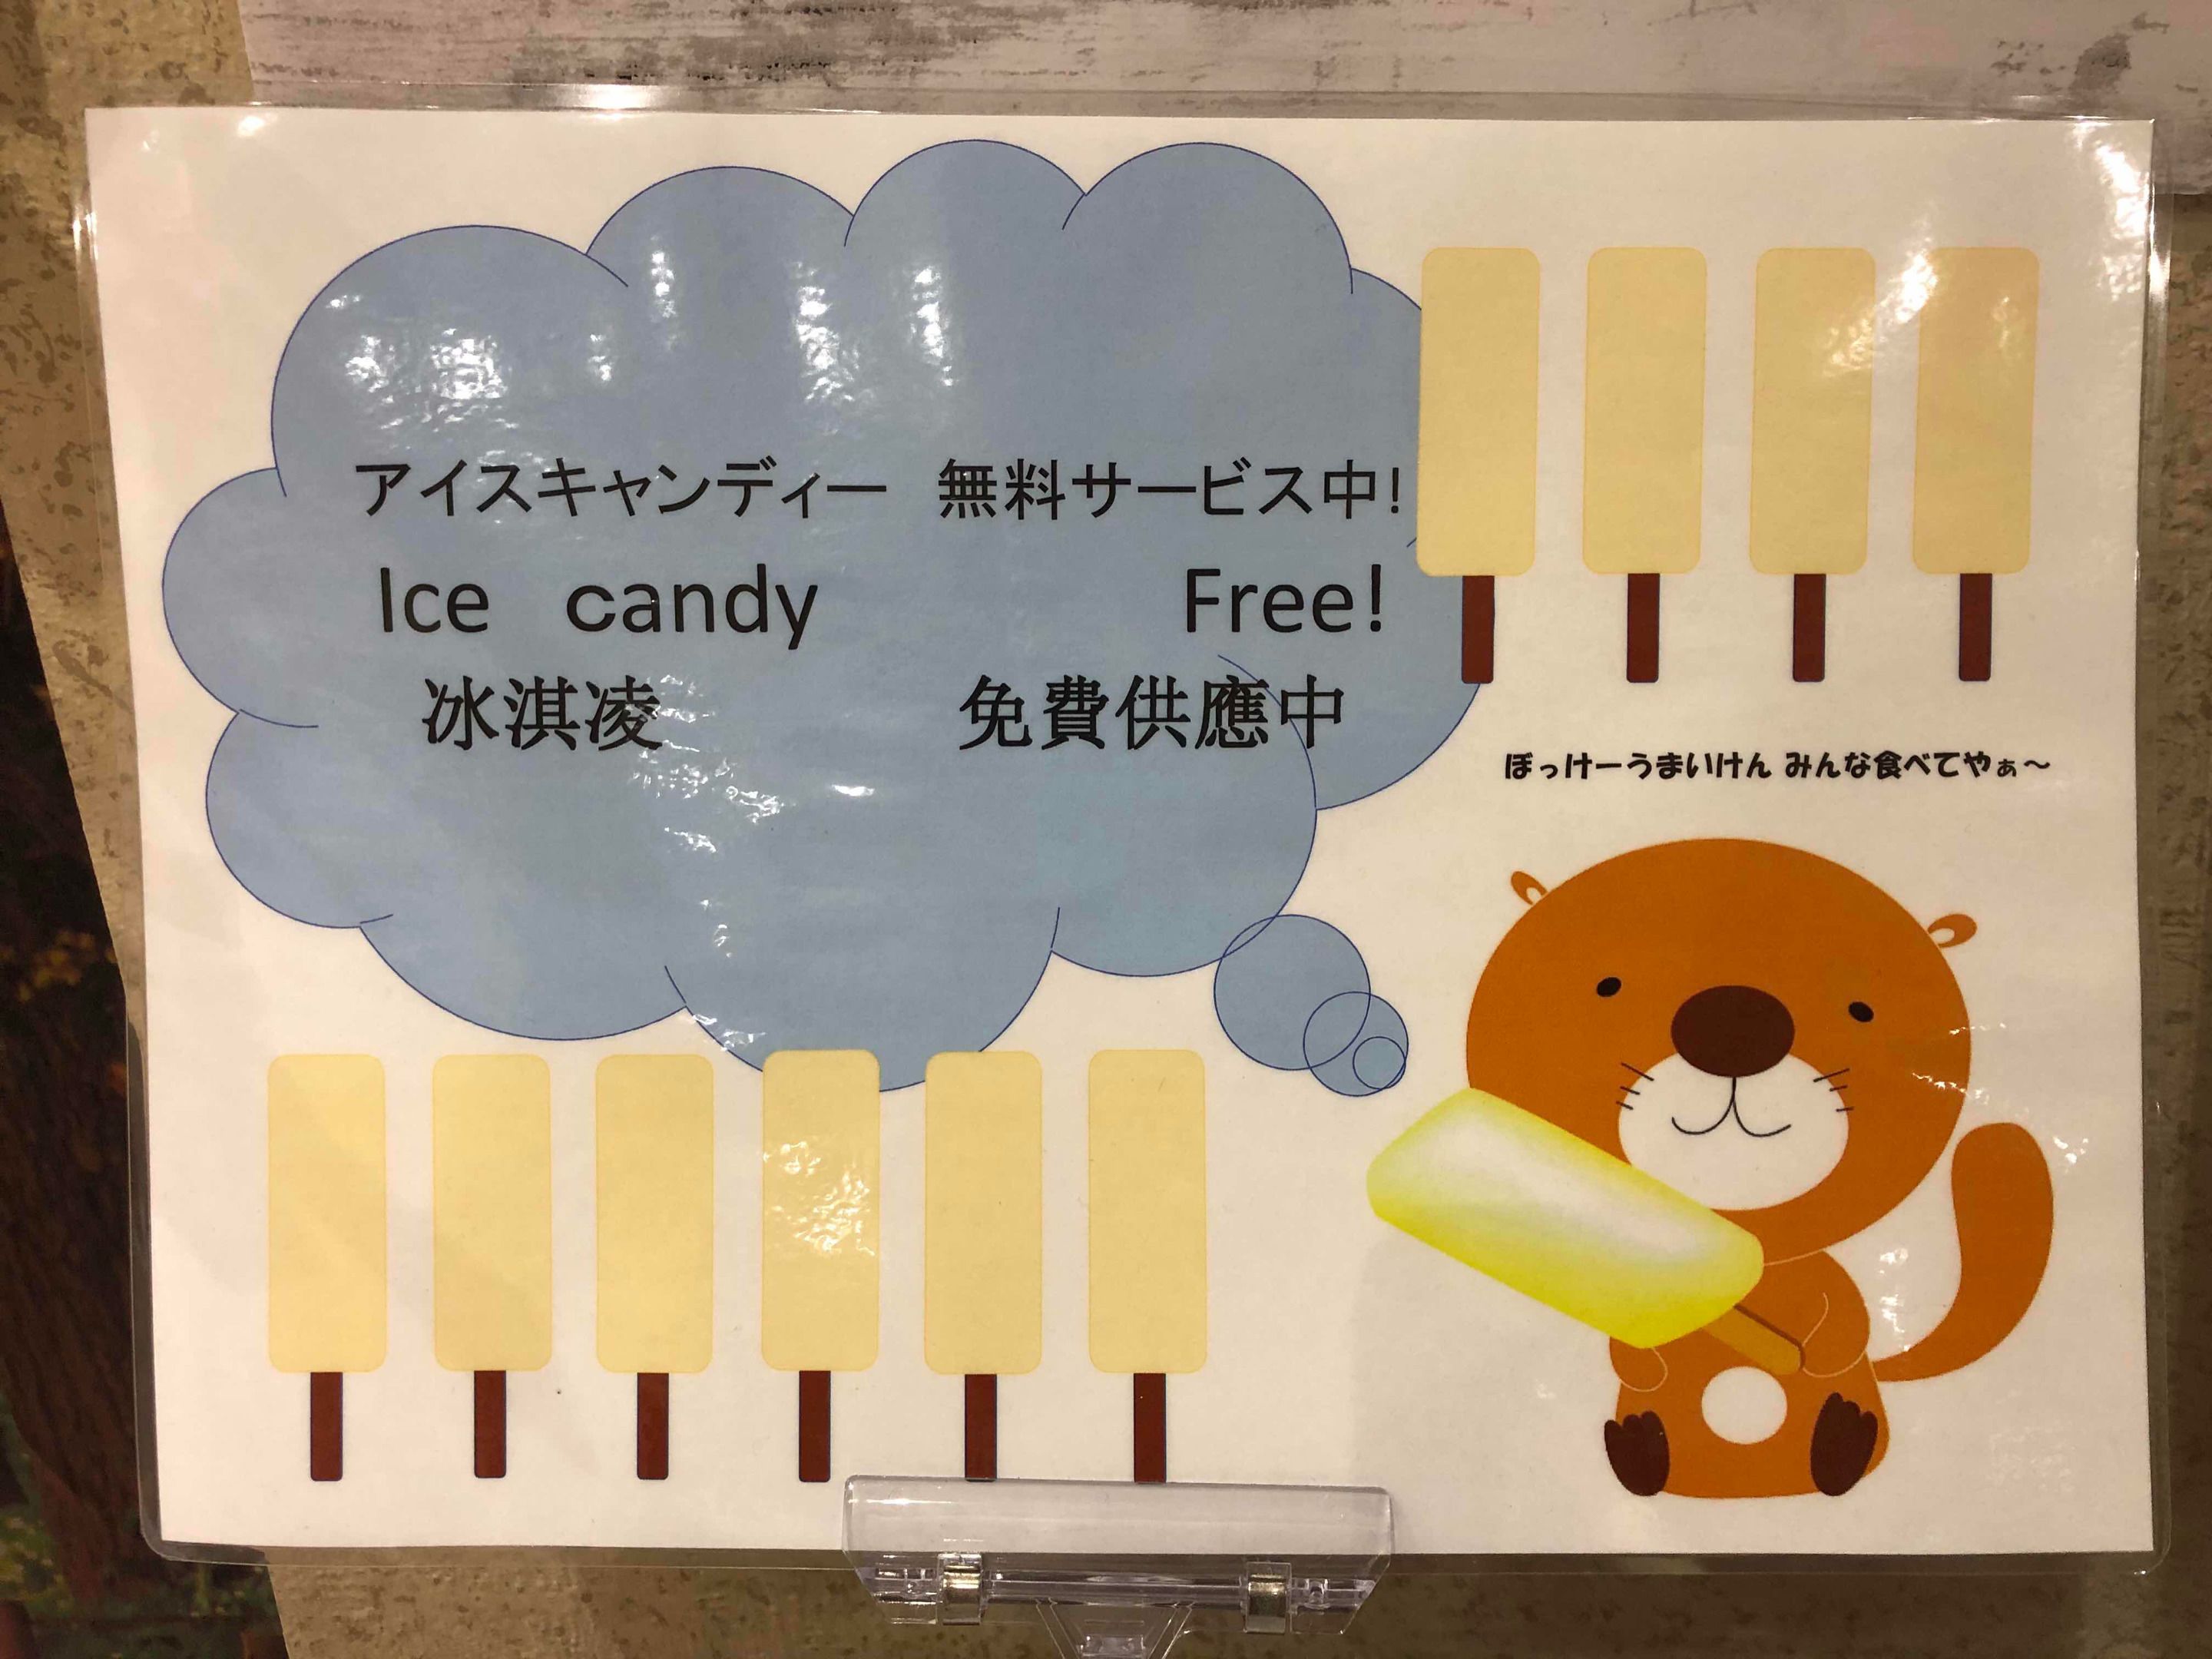 アイスキャンディー　無料サービス中！
Ice candy Free!
冰淇凌 免費供應中
ぼっけーうまいけん みんな食べてやぁ～